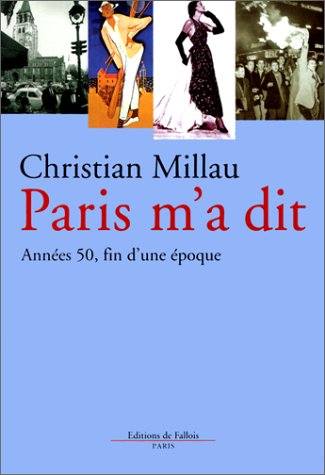 Christian Millau
Paris m'a dit
Années 50, fin d'une époque
Editions de Fallois
PARIS